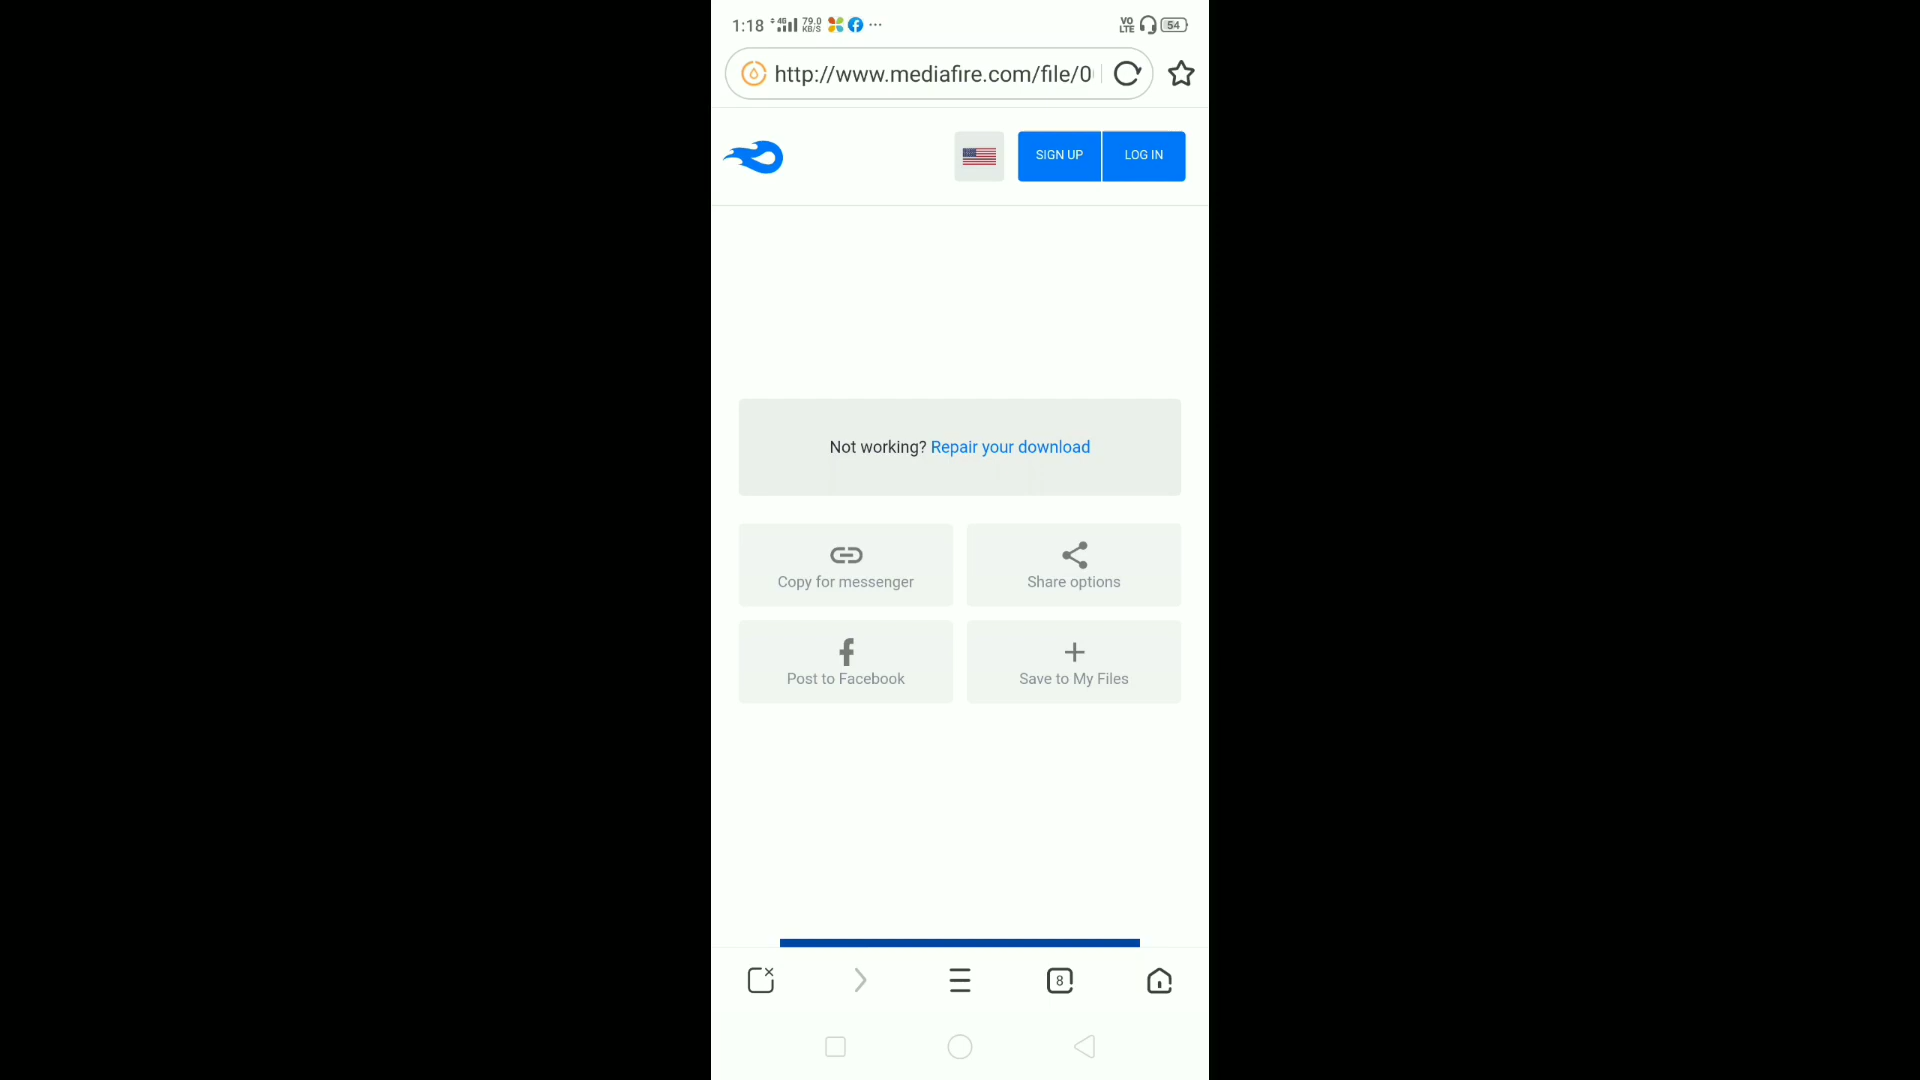 1:18 4G 79.0 KB/S ... VO LTE 54
http://www.mediafire.com/file/0
SIGN UP LOG IN
Not working? Repair your download
Copy for messenger Share options
Post to Facebook Save to My Files
8